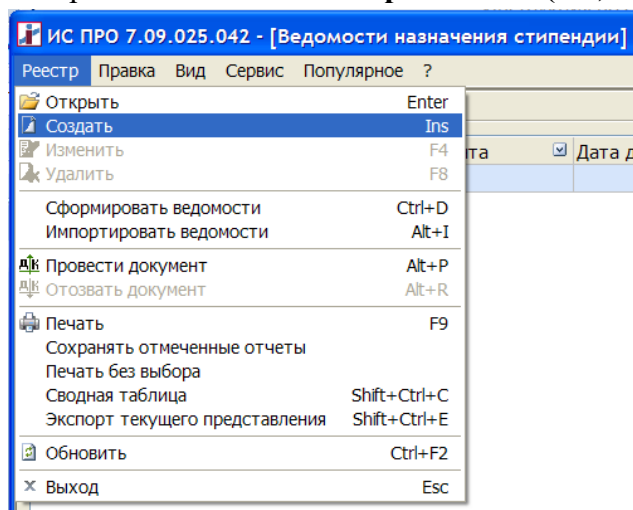 ИС ПРО 7.09.025.042 - [Ведомости назначения стипендии]
Реестр Правка Вид Сервис Популярное ?
Открыть Enter
Создать Ins
Изменить F4
Удалить F8
Сформировать ведомости Ctrl+D
Импортировать ведомости Alt+I
Провести документ Alt+P
Отозвать документ Alt+R
Печать F9
Сохранять отмеченные отчеты
Печать без выбора
Сводная таблица Shift+Ctrl+C
Экспорт текущего представления Shift+Ctrl+E
Обновить Ctrl+F2
Выход Esc
та Дата д